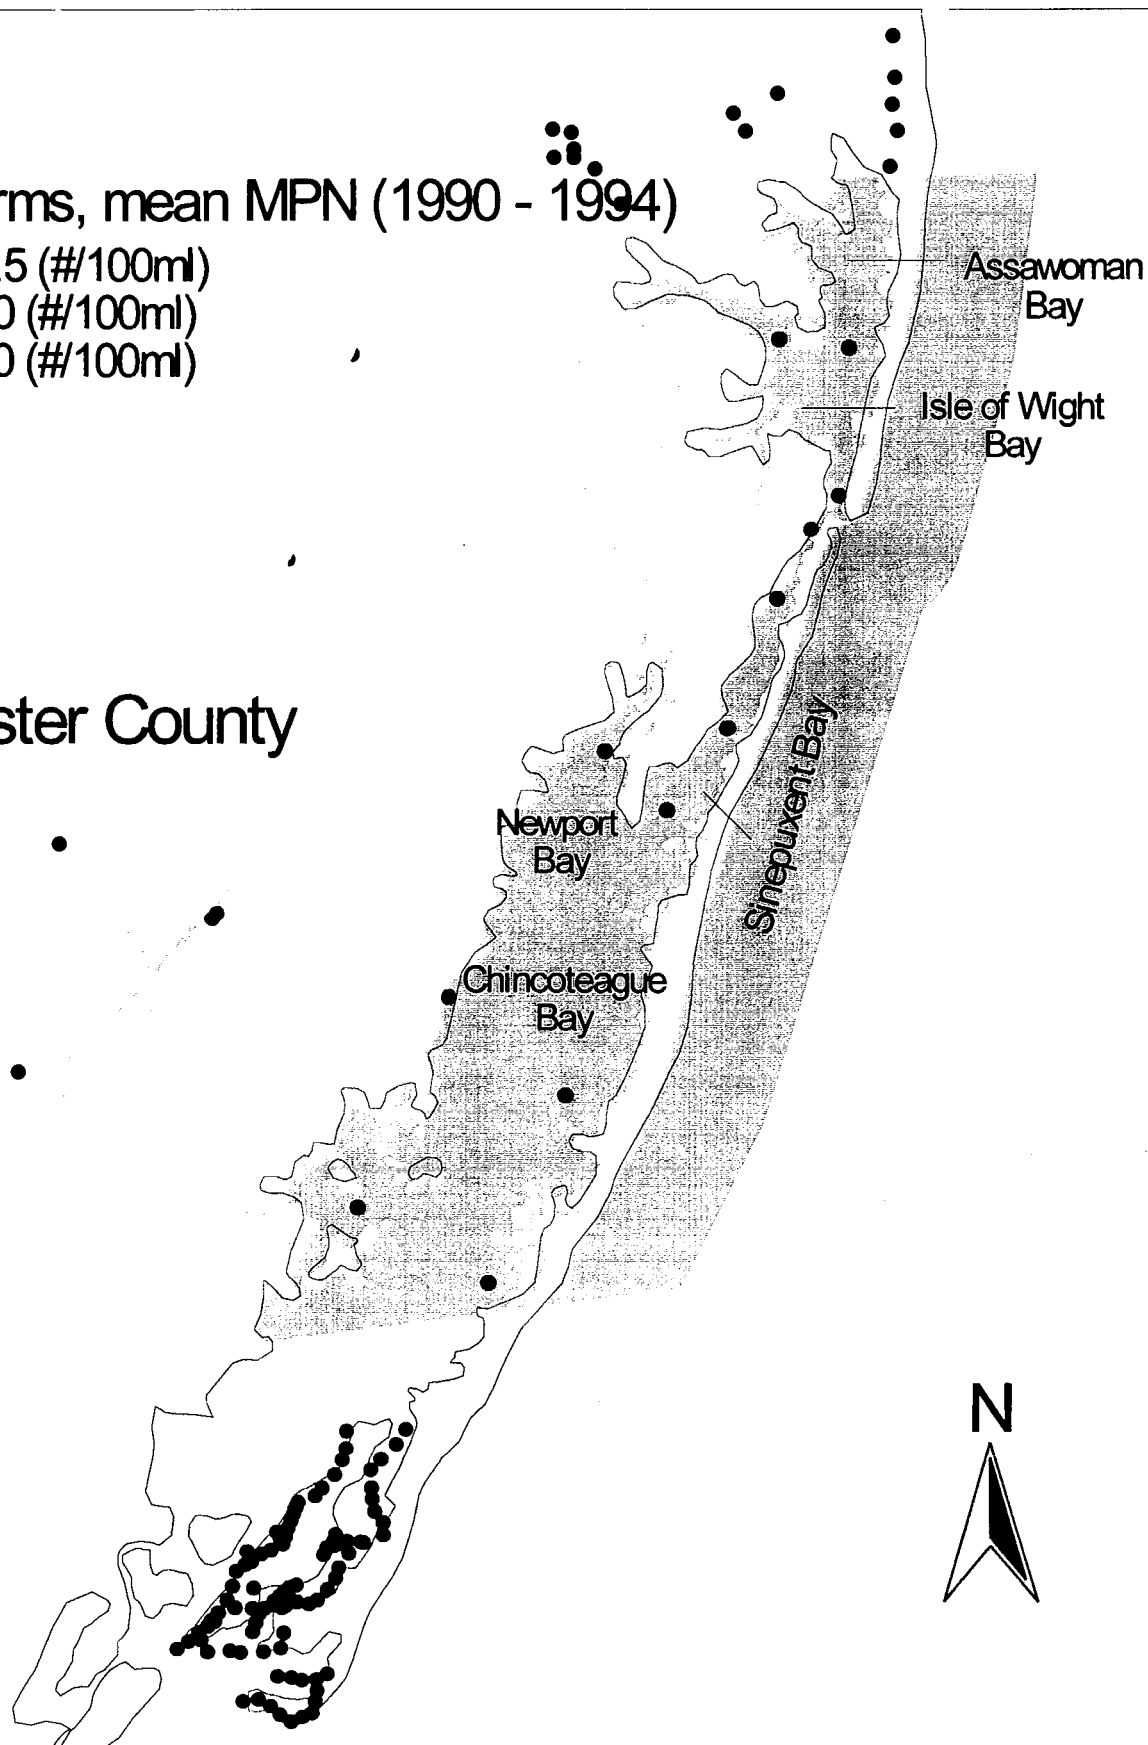 rms, mean MPN (1990 - 1994)
.5 (#/100ml)
0 (#/100ml)
0 (#/100ml)
Assawoman
Bay
Isle of Wight
Bay
ster County
Sinepuxent Bay
Newport
Bay
Chincoteague
Bay
N